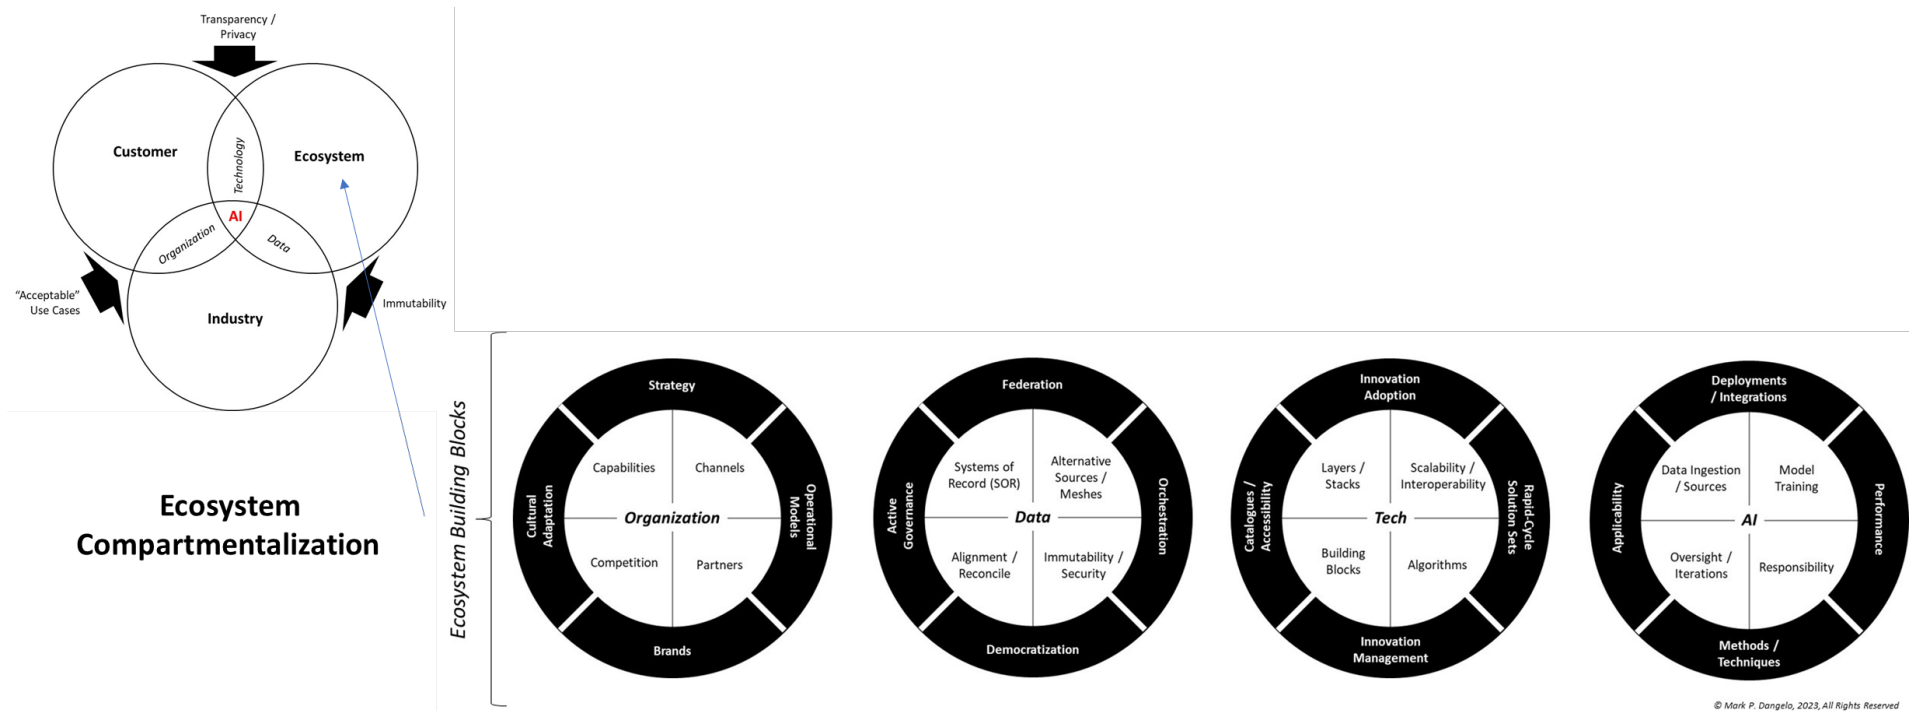 Transparency /
Privacy
Customer
Ecosystem
Technology
AI
Organization
Data
"Acceptable"
Use Cases
Immutability
Industry
Ecosystem
Compartmentalization
Ecosystem Building Blocks
Strategy
Cultural
Adaptation
Operational
Models
Brands
Capabilities
Channels
Organization
Competition
Partners
Federation
Active
Governance
Orchestration
Democratization
Systems of
Record (SOR)
Alternative
Sources /
Meshes
Data
Alignment /
Reconcile
Immutability /
Security
Innovation
Adoption
Catalogues /
Accessibility
Rapid-Cycle
Solution Sets
Innovation
Management
Layers /
Stacks
Scalability /
Interoperability
Tech
Building
Blocks
Algorithms
Deployments
/ Integrations
Applicability
Performance
Methods /
Techniques
Data Ingestion
/ Sources
Model
Training
AI
Oversight /
Iterations
Responsibility
© Mark P. Dangelo, 2023, All Rights Reserved